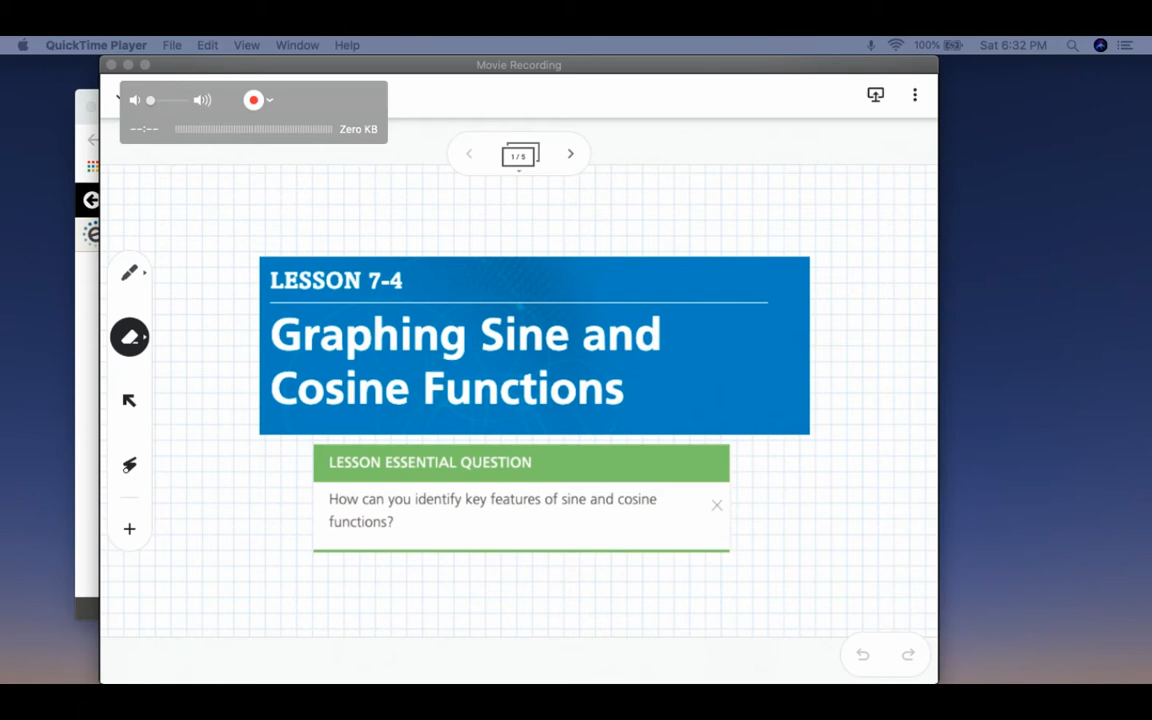 QuickTime Player File Edit View Window Help 100% Sat 6:32 PM
Movie Recording
--:-- Zero KB
1 / 5
LESSON 7-4
Graphing Sine and
Cosine Functions
LESSON ESSENTIAL QUESTION
How can you identify key features of sine and cosine
functions?